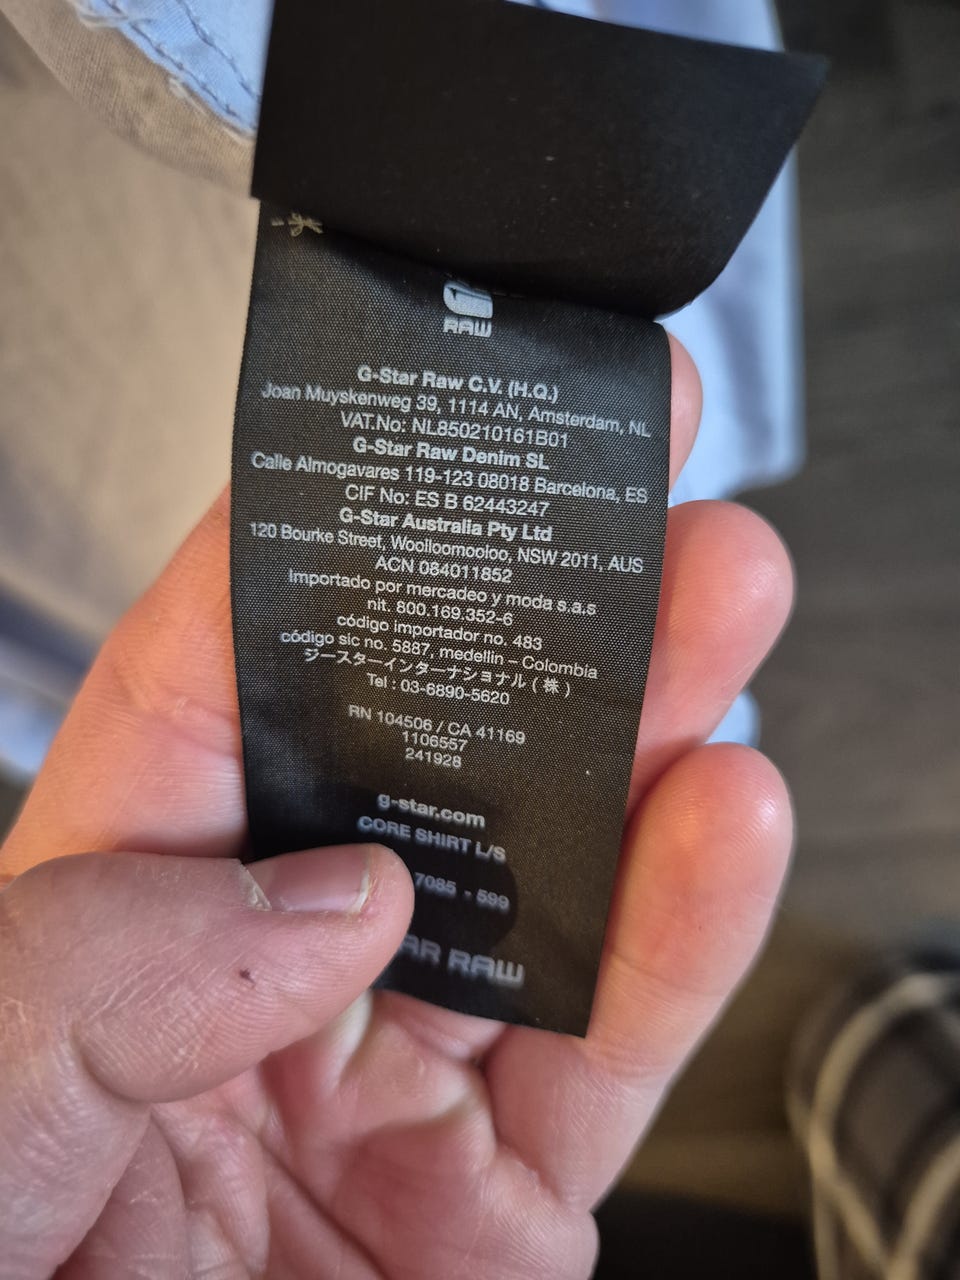 RAW
G-Star Raw C.V. (H.Q.)
Joan Muyskenweg 39, 1114 AN, Amsterdam, NL
VAT.No: NL850210161B01
G-Star Raw Denim SL
Calle Almogavares 119-123 08018 Barcelona, ES
CIF No: ES B 62443247
G-Star Australia Pty Ltd
120 Bourke Street, Woolloomooloo, NSW 2011, AUS
ACN 084011852
Importado por mercadeo y moda s.a.s
nit. 800.169.352-6
código importador no. 483
código sic no. 5887, medellin – Colombia
ジースターインターナショナル ( 株 )
Tel : 03-6890-5620
RN 104506 / CA 41169
1106557
241928
g-star.com
CORE SHIRT L/S
7085 - 599
AR RAW